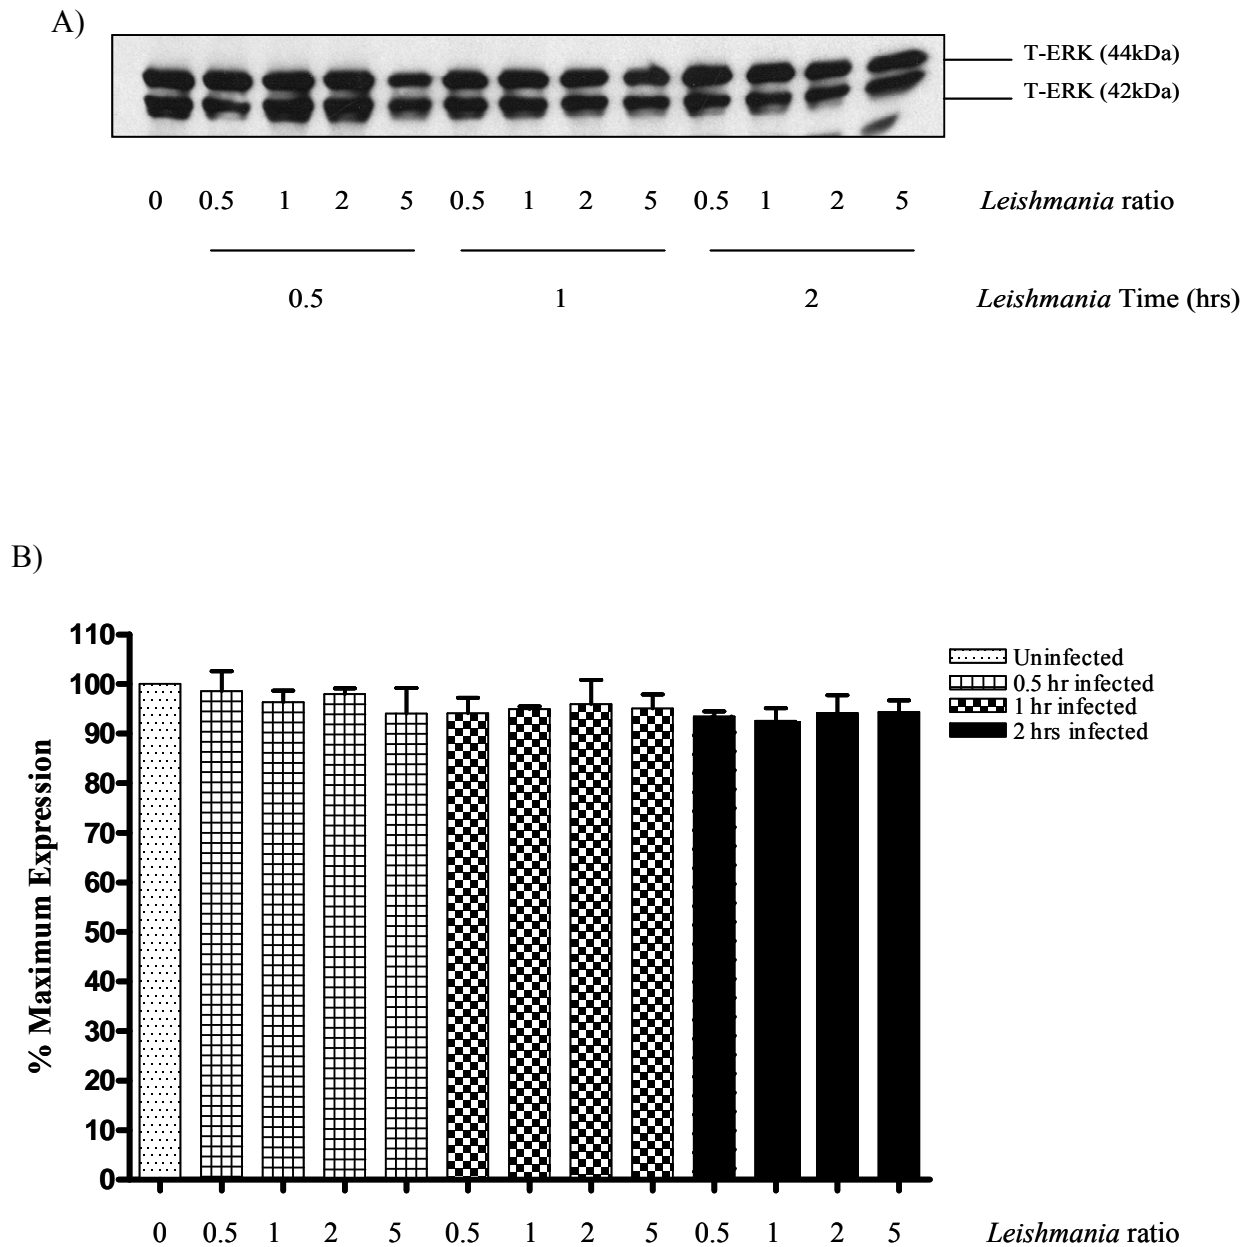 A)
T-ERK (44kDa)
T-ERK (42kDa)
0 0.5 1 2 5 0.5 1 2 5 0.5 1 2 5 Leishmania ratio
0.5 1 2 Leishmania Time (hrs)
B)
% Maximum Expression
110
100
90
80
70
60
50
40
30
20
10
0
Uninfected
0.5 hr infected
1 hr infected
2 hrs infected
0 0.5 1 2 5 0.5 1 2 5 0.5 1 2 5 Leishmania ratio